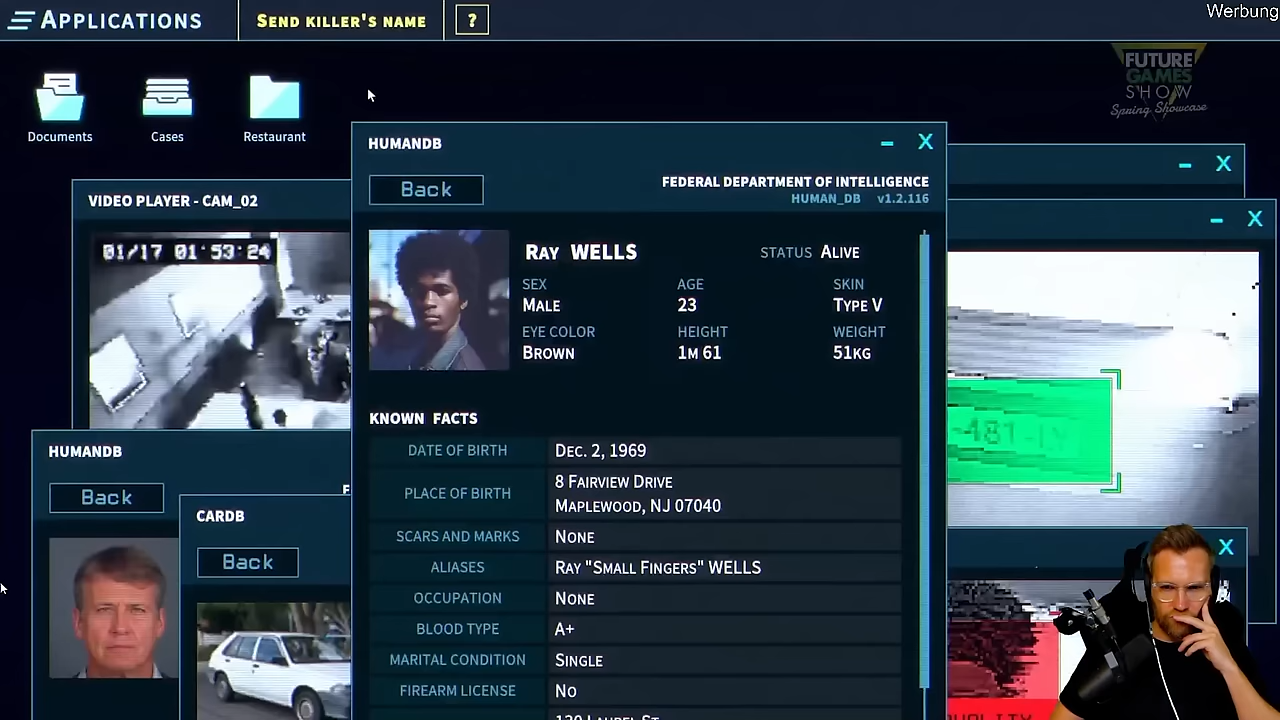 APPLICATIONS
SEND KILLER'S NAME
?
Werbung
FUTURE
GAMES
SHOW
Spring Showcase
Documents
Cases
Restaurant
HUMANDB
Back
FEDERAL DEPARTMENT OF INTELLIGENCE
HUMAN_DB v1.2.116
VIDEO PLAYER - CAM_02
01/17 01:53:24
RAY WELLS
STATUS ALIVE
SEX AGE SKIN
MALE 23 TYPE V
EYE COLOR HEIGHT WEIGHT
BROWN 1M 61 51KG
KNOWN FACTS
DATE OF BIRTH DEC. 2, 1969
PLACE OF BIRTH 8 FAIRVIEW DRIVE
MAPLEWOOD, NJ 07040
SCARS AND MARKS NONE
ALIASES RAY "SMALL FINGERS" WELLS
OCCUPATION NONE
BLOOD TYPE A+
MARITAL CONDITION SINGLE
FIREARM LICENSE NO
120 LAUREL ST
HUMANDB
Back
F
CARDB
Back